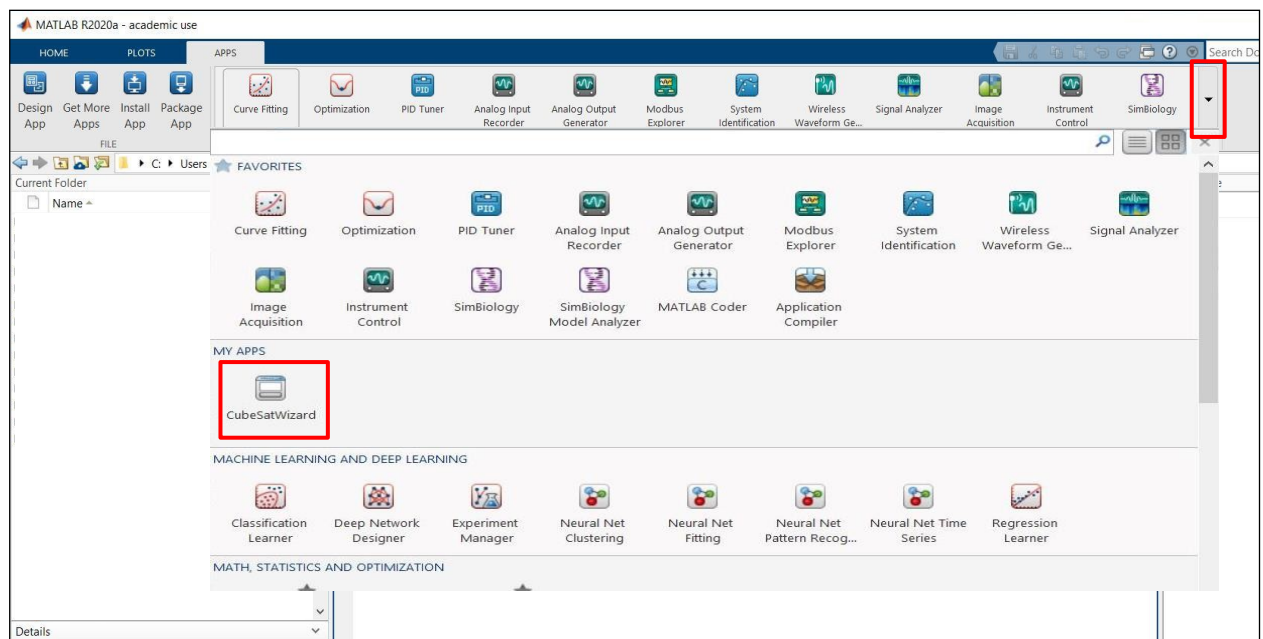 MATLAB R2020a - academic use
HOME PLOTS APPS
Search Do
Design App
Get More Apps
Install App
Package App
Curve Fitting
Optimization
PID Tuner
Analog Input Recorder
Analog Output Generator
Modbus Explorer
System Identification
Wireless Waveform Ge...
Signal Analyzer
Image Acquisition
Instrument Control
SimBiology
FILE
C: Users
FAVORITES
Current Folder
Name
Curve Fitting
Optimization
PID Tuner
Analog Input Recorder
Analog Output Generator
Modbus Explorer
System Identification
Wireless Waveform Ge...
Signal Analyzer
Image Acquisition
Instrument Control
SimBiology
SimBiology Model Analyzer
MATLAB Coder
Application Compiler
MY APPS
CubeSatWizard
MACHINE LEARNING AND DEEP LEARNING
Classification Learner
Deep Network Designer
Experiment Manager
Neural Net Clustering
Neural Net Fitting
Neural Net Pattern Recog...
Neural Net Time Series
Regression Learner
MATH, STATISTICS AND OPTIMIZATION
Details